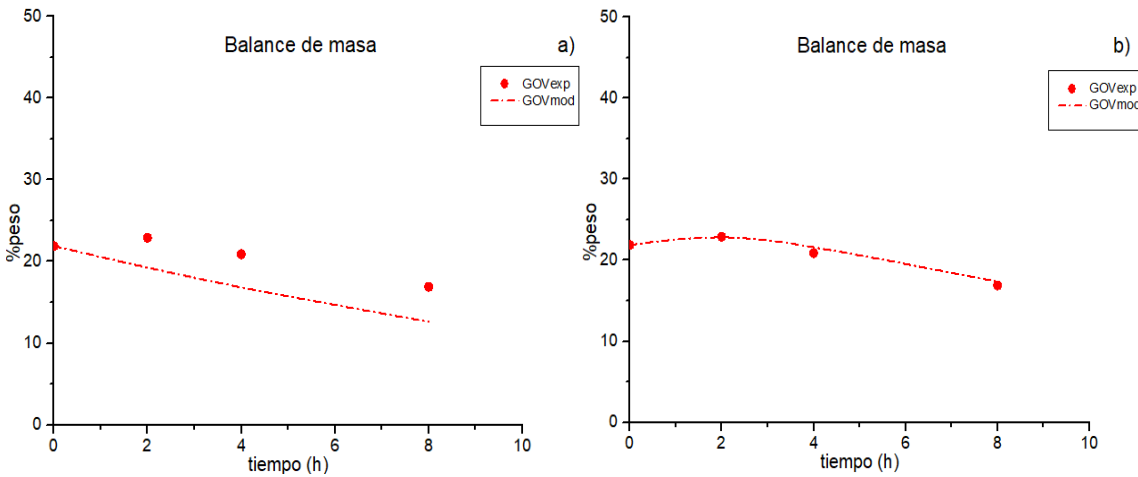 50
Balance de masa
a)
GOVexp
GOVmod
40
30
20
10
0
%peso
0 2 4 6 8 10
tiempo (h)
50
Balance de masa
b)
GOVexp
GOVmod
40
30
20
10
0
%peso
0 2 4 6 8 10
tiempo (h)